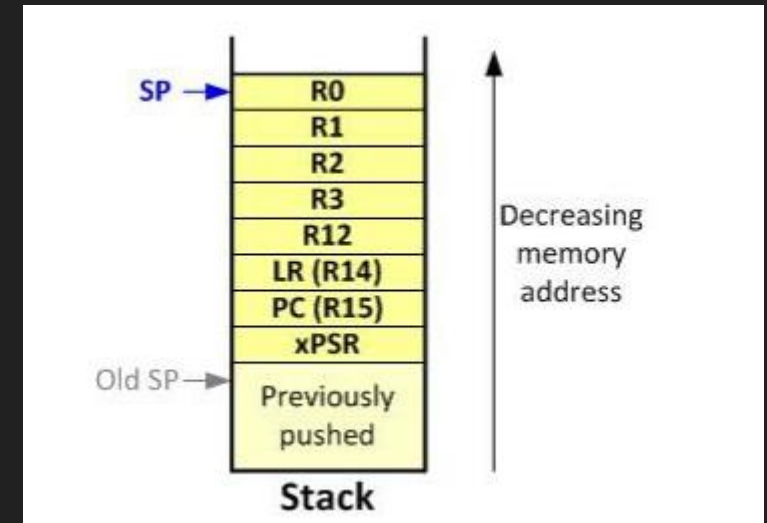 SP
R0
R1
R2
R3
R12
LR (R14)
PC (R15)
xPSR
Old SP
Previously
pushed
Stack
Decreasing
memory
address